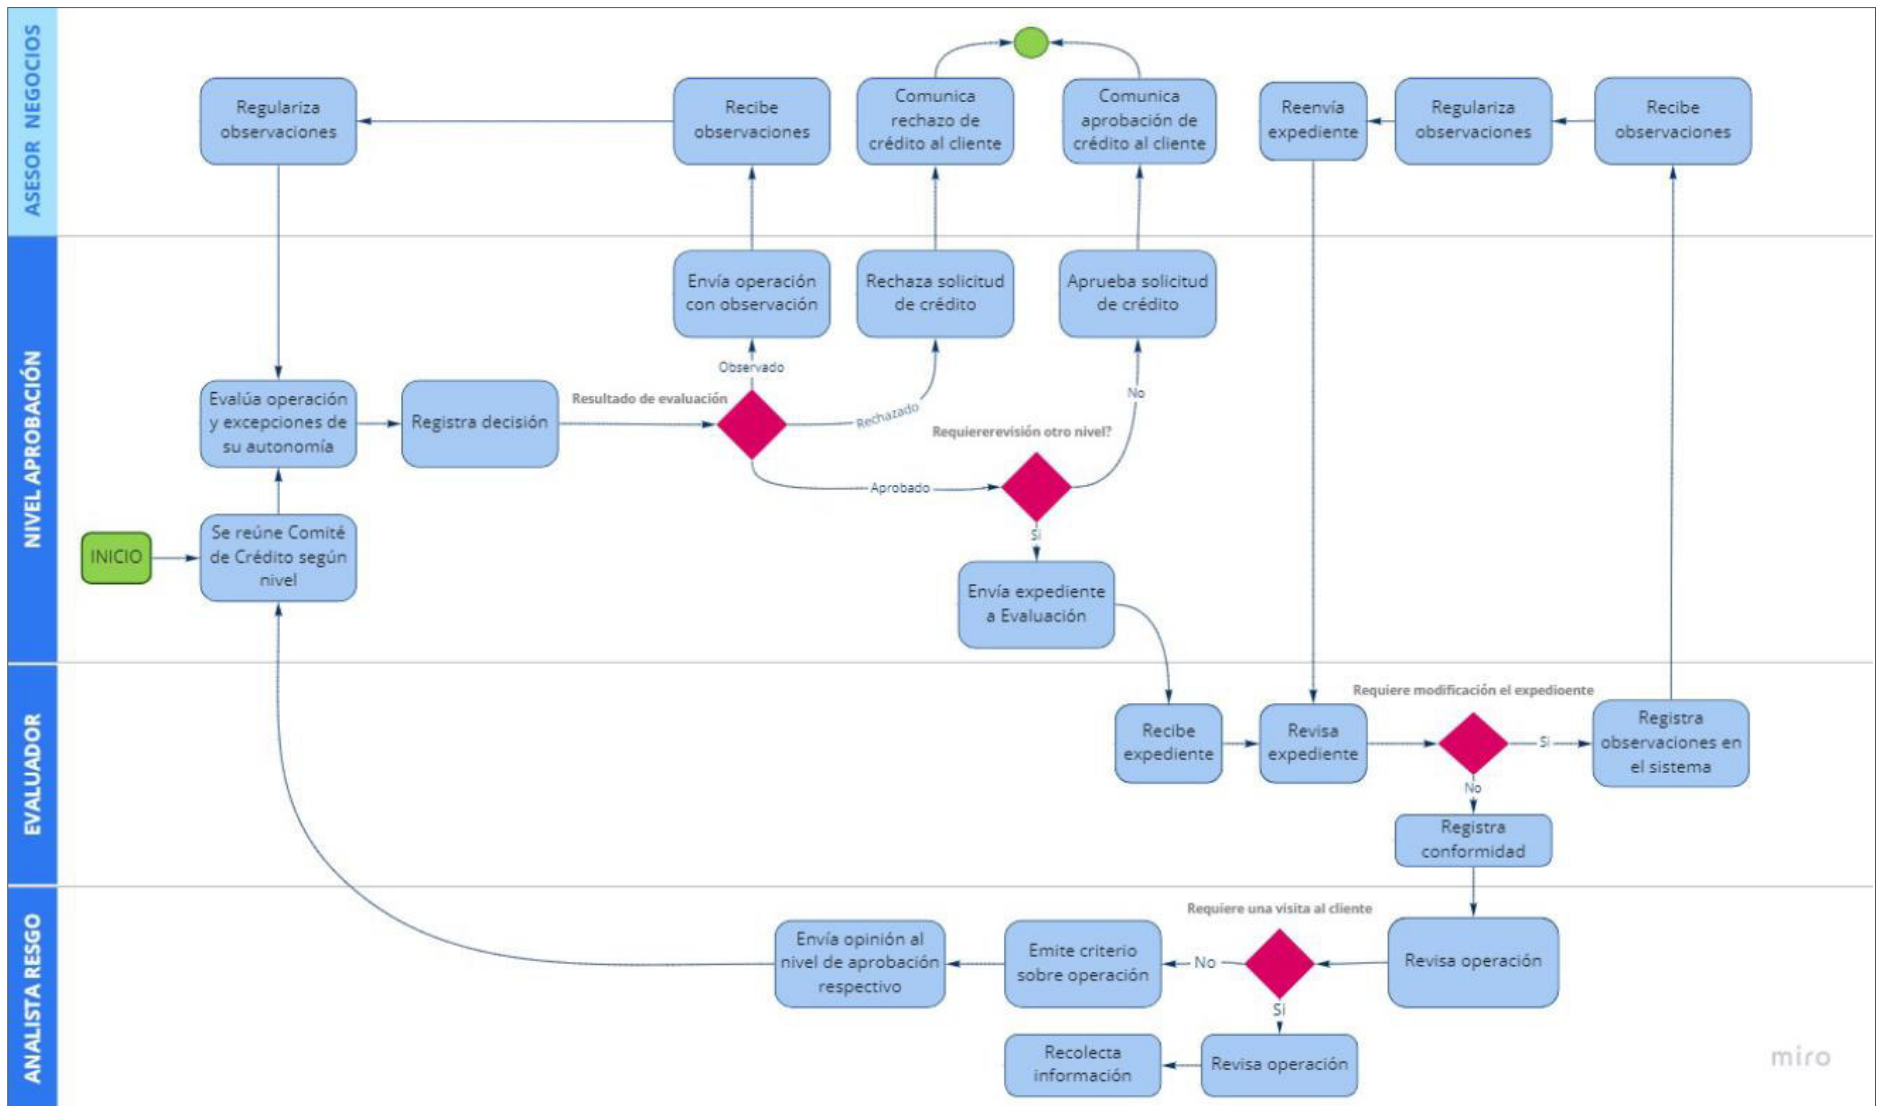 ASESOR NEGOCIOS
Regulariza
observaciones
Recibe
observaciones
Comunica
rechazo de
crédito al cliente
Comunica
aprobación de
crédito al cliente
Reenvía
expediente
Regulariza
observaciones
Recibe
observaciones
NIVEL APROBACIÓN
Envía operación
con observación
Rechaza solicitud
de crédito
Aprueba solicitud
de crédito
Observado
Evalúa operación
y excepciones de
su autonomía
Registra decisión
Resultado de evaluación
Rechazado
No
Requiererevisión otro nivel?
Aprobado
Si
INICIO
Se reúne Comité
de Crédito según
nivel
Envía expediente
a Evaluación
EVALUADOR
Recibe
expediente
Revisa
expediente
Requiere modificación el expedioente
Si
Registra
observaciones en
el sistema
No
Registra
conformidad
ANALISTA RESGO
Envía opinión al
nivel de aprobación
respectivo
Emite criterio
sobre operación
No
Requiere una visita al cliente
Revisa operación
Sí
Recolecta
información
Revisa operación
miro